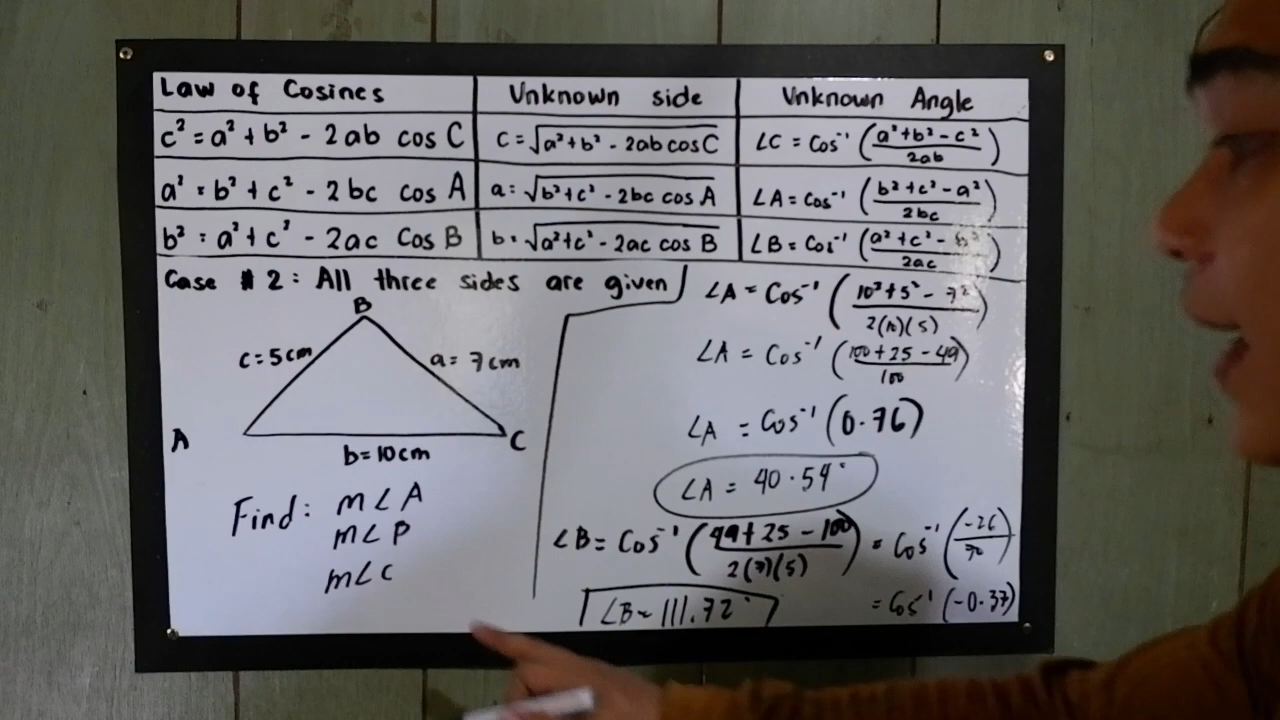 Law of Cosines Unknown side Unknown Angle
c² = a² + b² - 2ab cos C c = √a² + b² - 2ab cos C ∠C = Cos⁻¹ (a² + b² - c² / 2ab)
a² = b² + c² - 2bc cos A a = √b² + c² - 2bc cos A ∠A = Cos⁻¹ (b² + c² - a² / 2bc)
b² = a² + c² - 2ac Cos B b = √a² + c² - 2ac cos B ∠B = Cos⁻¹ (a² + c² - b² / 2ac)
Case # 2: All three sides are given
B
c = 5cm
a = 7cm
A
C
b = 10cm
Find: m∠A
m∠B
m∠C
∠A = Cos⁻¹ (10² + 5² - 7² / 2(10)(5))
∠A = Cos⁻¹ (100 + 25 - 49 / 100)
∠A = Cos⁻¹ (0.76)
∠A = 40.54°
∠B = Cos⁻¹ (49 + 25 - 100 / 2(7)(5)) = Cos⁻¹ (-26 / 70)
= Cos⁻¹ (-0.37)
∠B = 111.72°